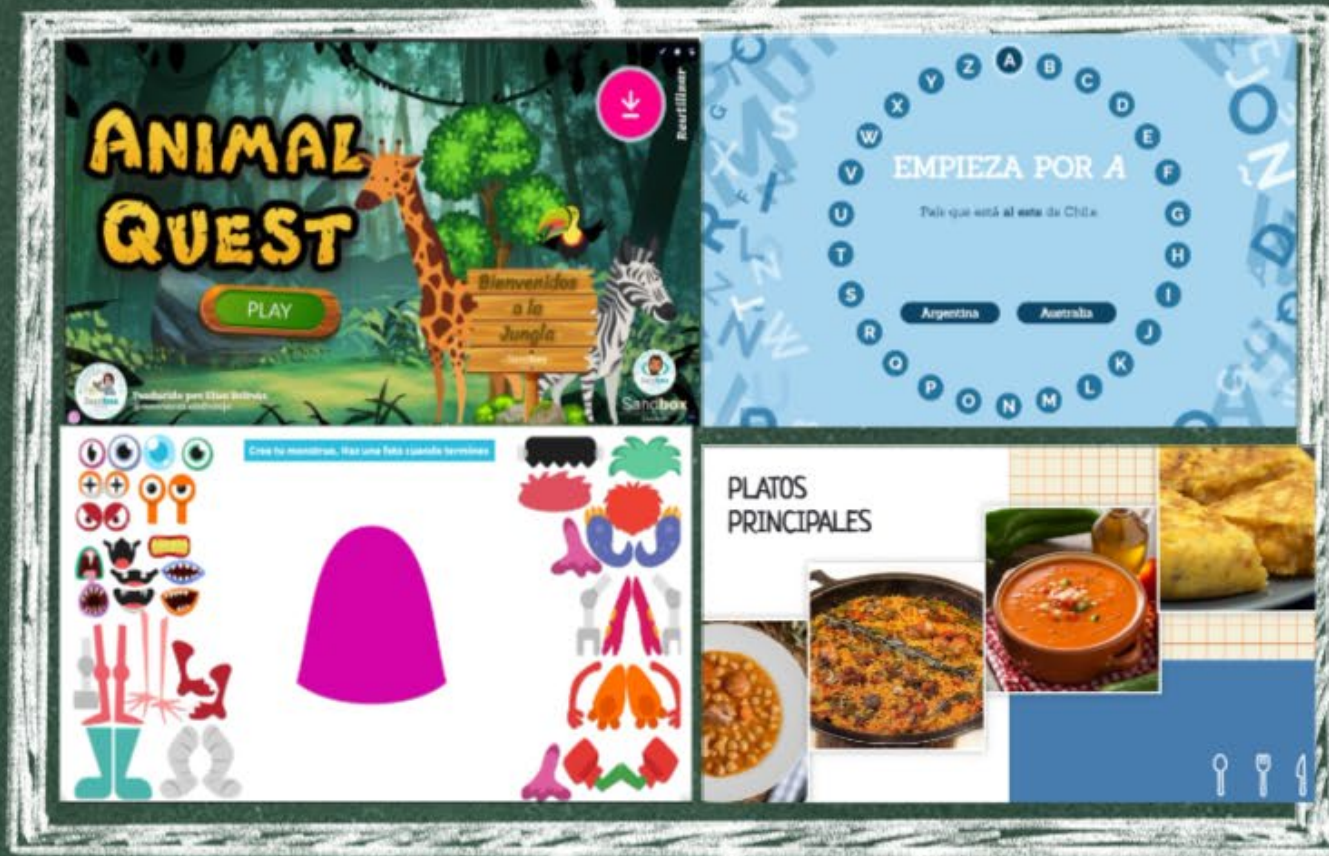 ANIMAL
QUEST
PLAY
Bienvenidos
a la
Jungla
Sandbox
Reutilizar
EMPIEZA POR A
País que está al este de Chile
Argentina
Australia
A
B
C
D
E
F
G
H
I
J
K
L
M
N
O
P
Q
R
S
T
U
V
W
X
Y
Z
Crea tu monstruo. Haz una foto cuando termines
PLATOS
PRINCIPALES